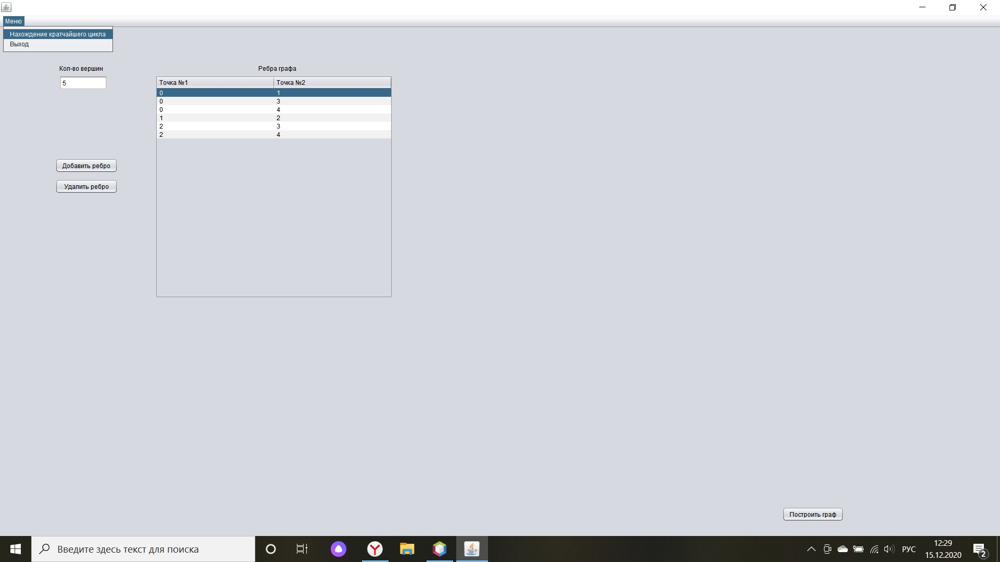 Меню
Нахождение кратчайшего цикла
Выход
Кол-во вершин
5
Ребра графа
Точка №1 Точка №2
0 1
0 3
0 4
1 2
2 3
2 4
Добавить ребро
Удалить ребро
Построить граф
Введите здесь текст для поиска
РУС
12:29
15.12.2020
2